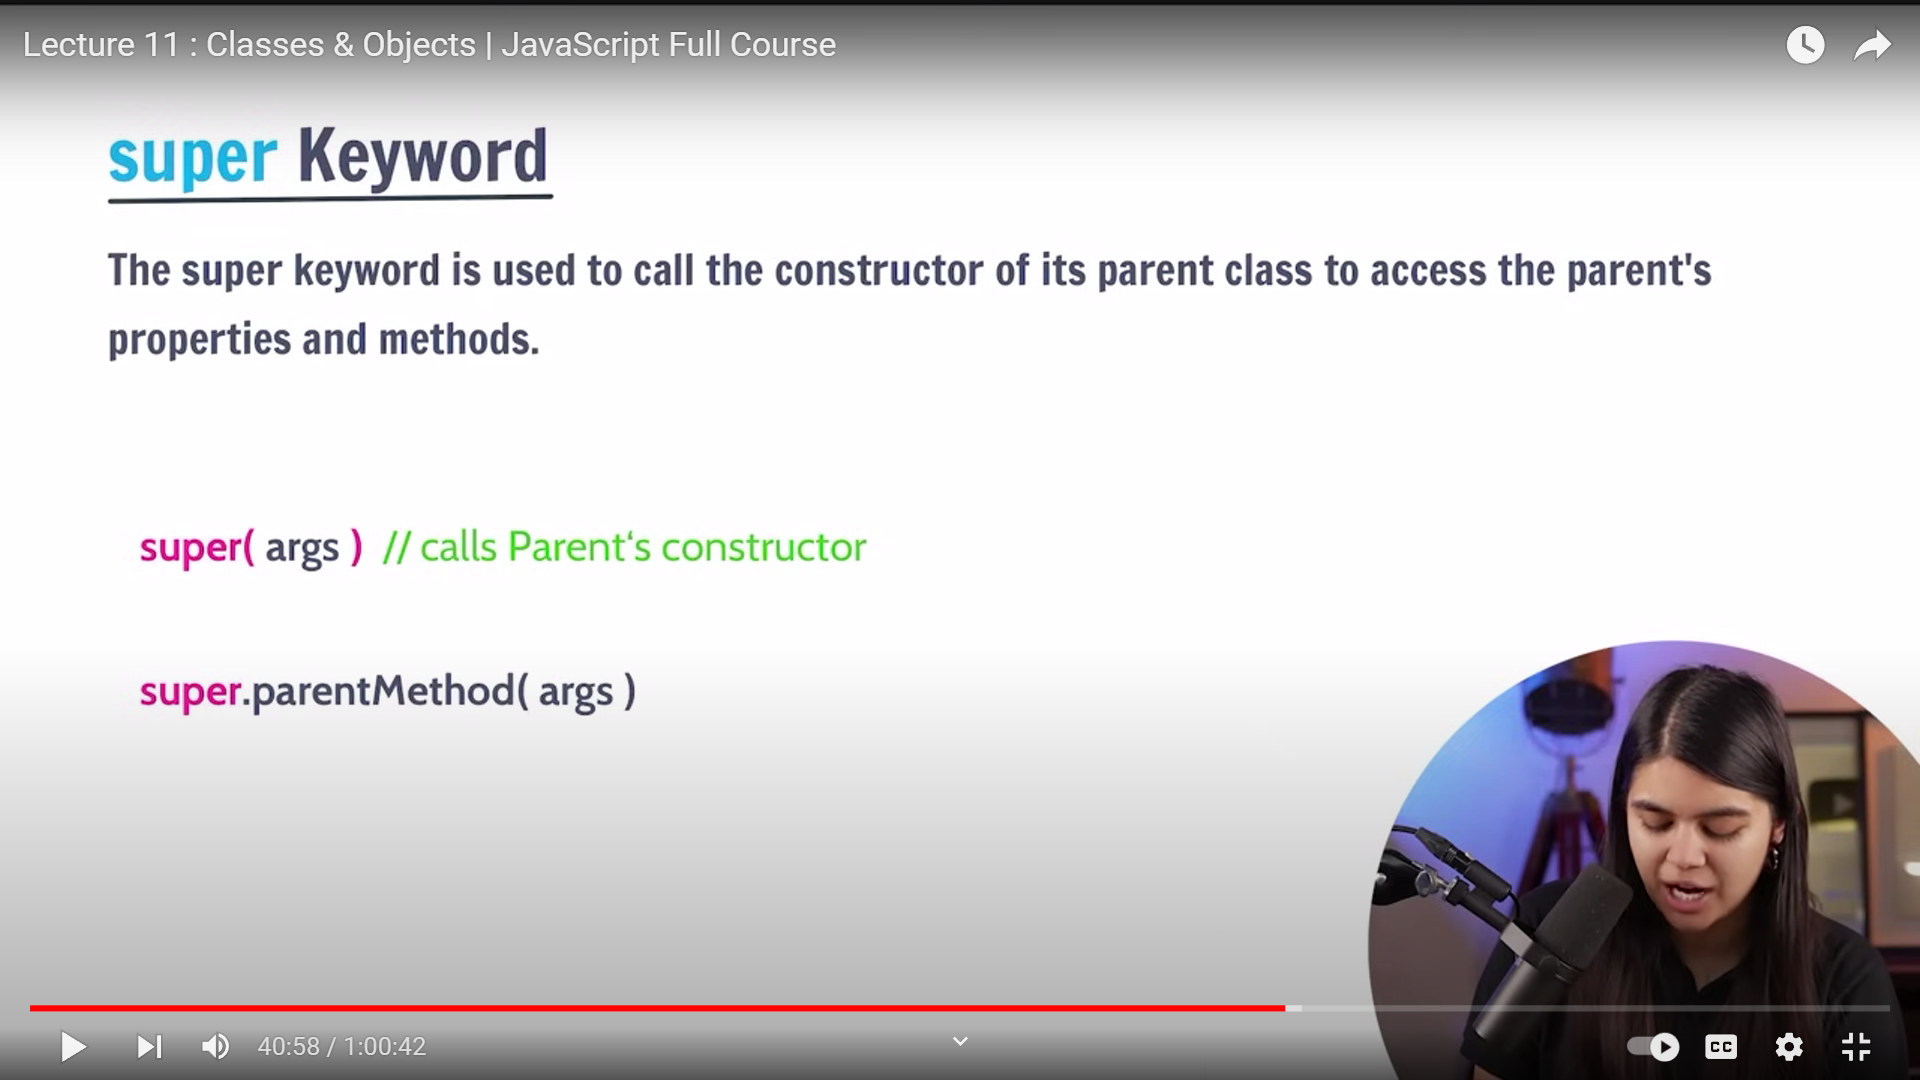 Lecture 11 : Classes & Objects | JavaScript Full Course
super Keyword
The super keyword is used to call the constructor of its parent class to access the parent's
properties and methods.
super( args ) // calls Parent‘s constructor
super.parentMethod( args )
40:58 / 1:00:42
CC